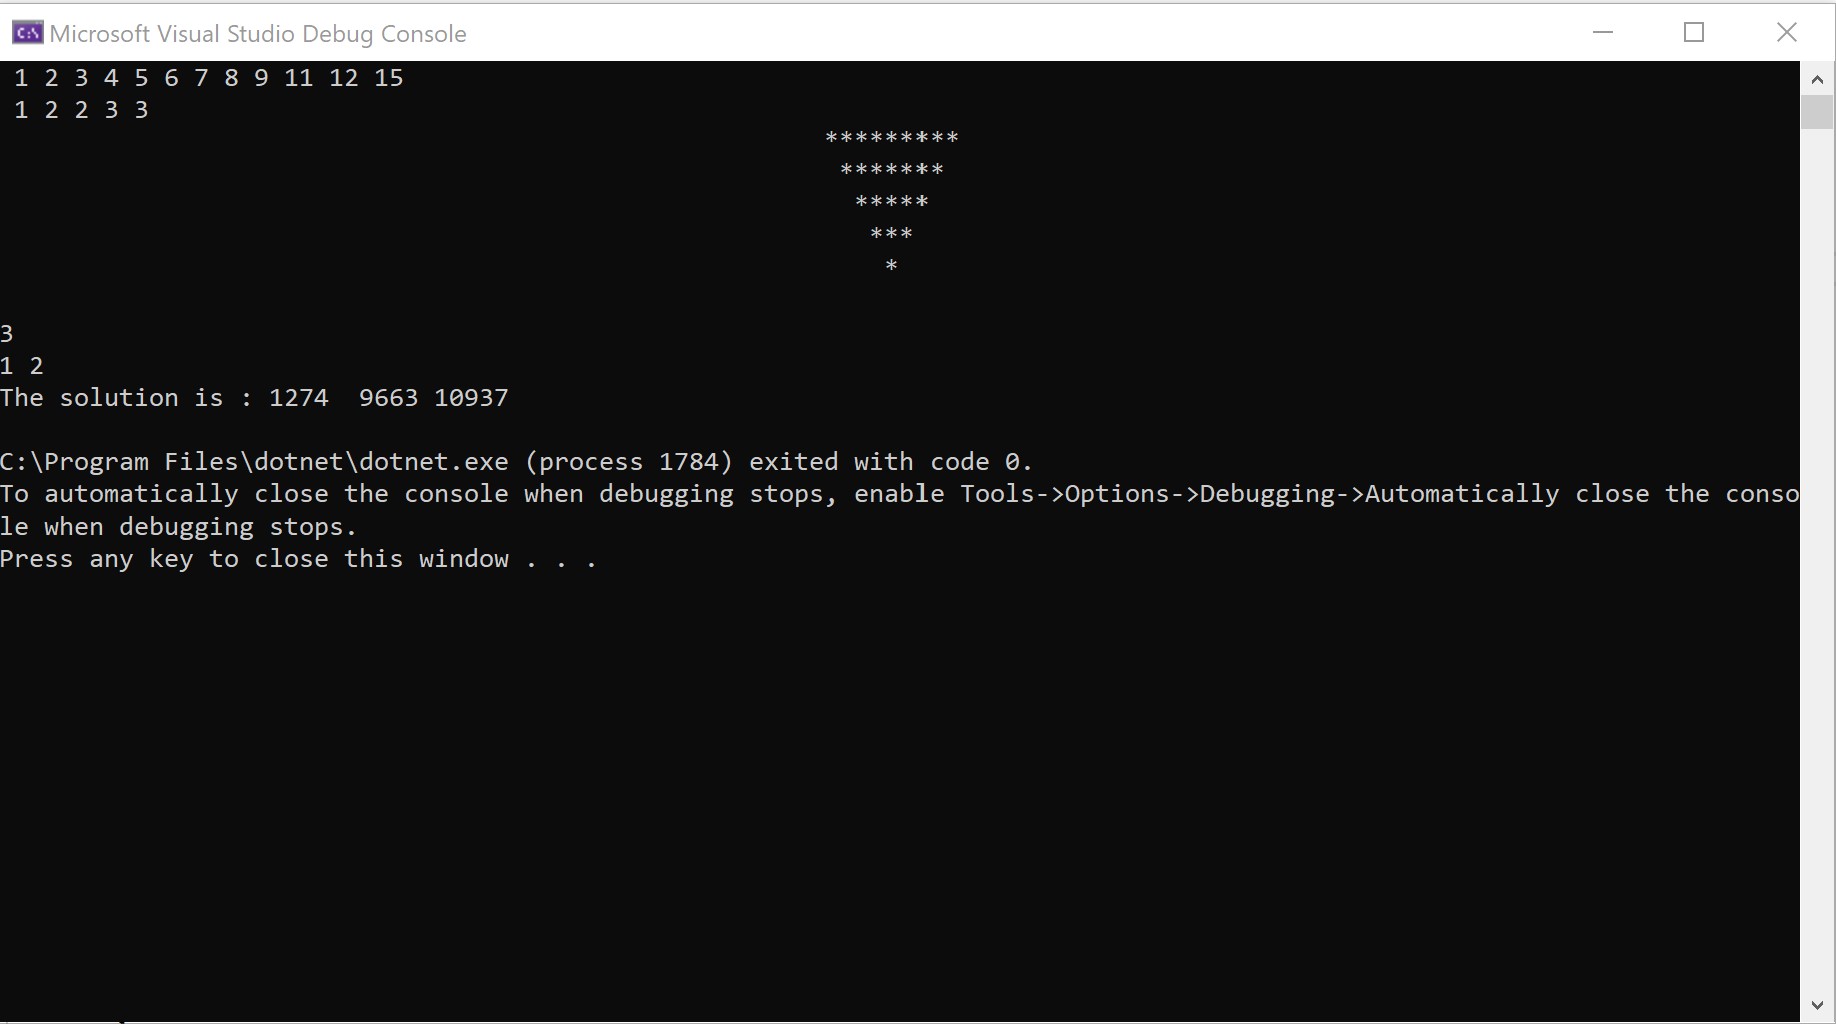 C:\ Microsoft Visual Studio Debug Console
1 2 3 4 5 6 7 8 9 11 12 15
1 2 2 3 3
*********
*******
*****
***
*
3
1 2
The solution is : 1274  9663 10937
C:\Program Files\dotnet\dotnet.exe (process 1784) exited with code 0.
To automatically close the console when debugging stops, enable Tools->Options->Debugging->Automatically close the conso
le when debugging stops.
Press any key to close this window . . .